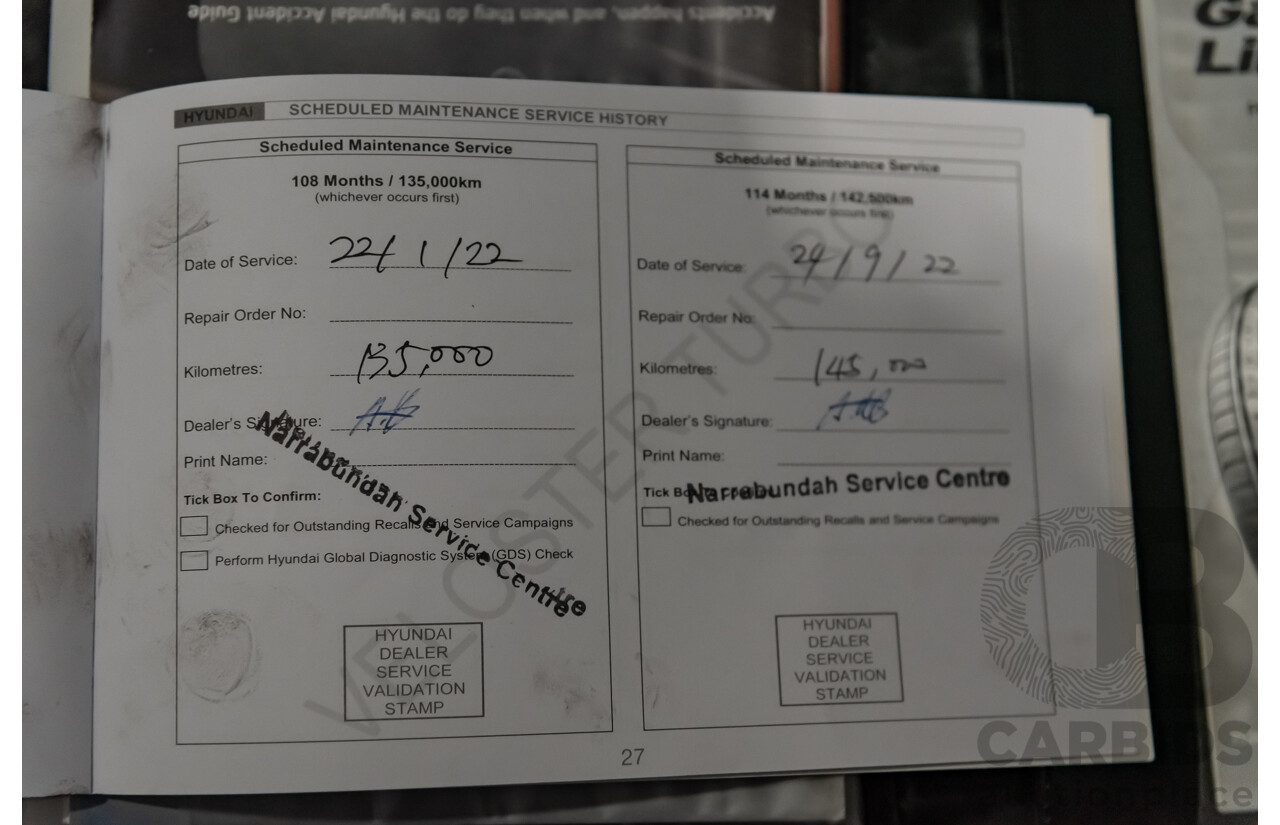 Accidents happen, and when they do the Hyundai Accident Guide
HYUNDAI SCHEDULED MAINTENANCE SERVICE HISTORY
Scheduled Maintenance Service
108 Months / 135,000km
(whichever occurs first)
Date of Service: 22/1/22
Repair Order No:
Kilometres: 135,000
Dealer's Signature:
Print Name:
Narrabundah Service Centre
Tick Box To Confirm:
Checked for Outstanding Recalls and Service Campaigns
Perform Hyundai Global Diagnostic System (GDS) Check
HYUNDAI
DEALER
SERVICE
VALIDATION
STAMP
Scheduled Maintenance Service
114 Months / 142,500km
(whichever occurs first)
Date of Service: 24/9/22
Repair Order No:
Kilometres: 145,000
Dealer's Signature:
Print Name:
Narrabundah Service Centre
Checked for Outstanding Recalls and Service Campaigns
HYUNDAI
DEALER
SERVICE
VALIDATION
STAMP
VELOSTER TURBO
27
CARBIDS